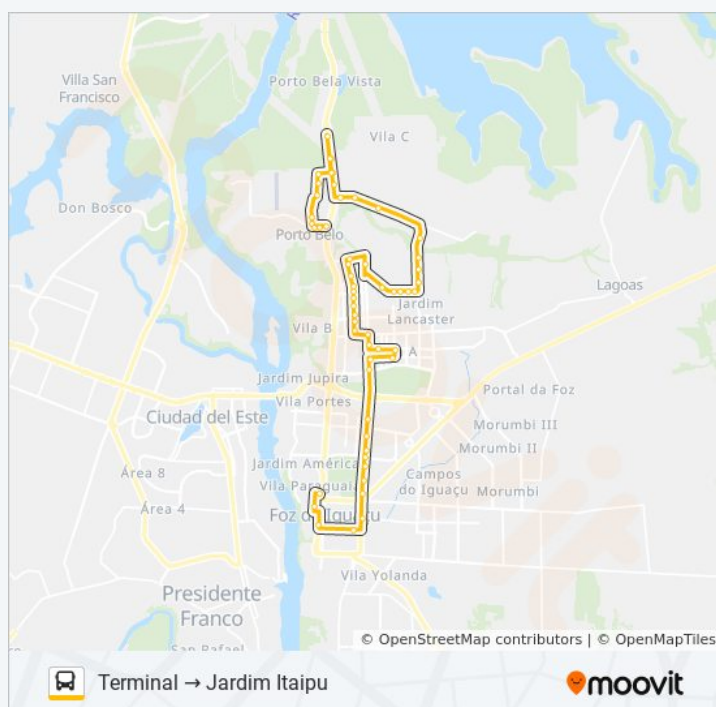 Porto Bela Vista
Villa San
Francisco
Vila C
Don Bosco
Porto Belo
Lagoas
Jardim
Lancaster
Vila B
A
Jardim Jupira
Vila Portes
Portal da Foz
Ciudad del Este
Morumbi III
Morumbi II
Jardim América
Área 8
Campos
do Iguaçu
Vila Paraguaia
Morumbi
Área 4
Foz do Iguaçu
Vila Yolanda
Presidente
Franco
San Rafael
© OpenStreetMap contributors | © OpenMapTiles
Terminal → Jardim Itaipu
moovit